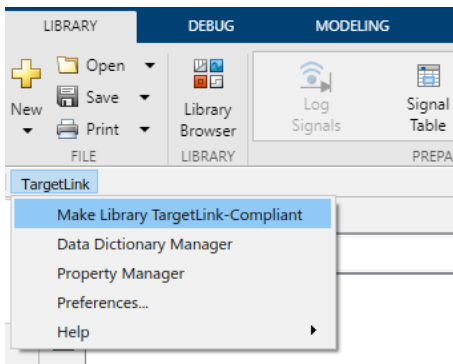 LIBRARY DEBUG MODELING
New
Open
Save
Print
Library
Browser
Log
Signals
Signal
Table
FILE LIBRARY PREPA
TargetLink
Make Library TargetLink-Compliant
Data Dictionary Manager
Property Manager
Preferences...
Help